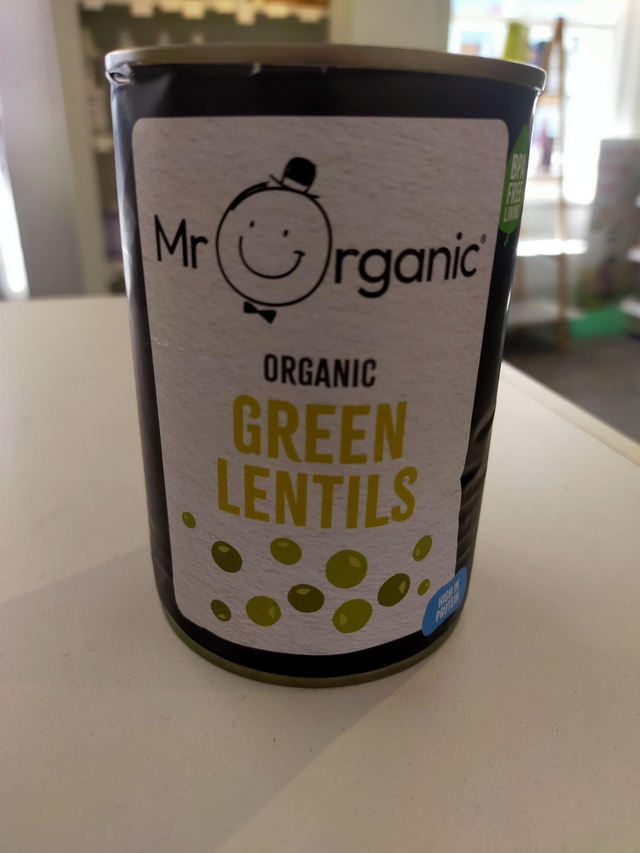 BPA
FREE
LINING
Mr Organic®
ORGANIC
GREEN
LENTILS
HIGH IN
PROTEIN